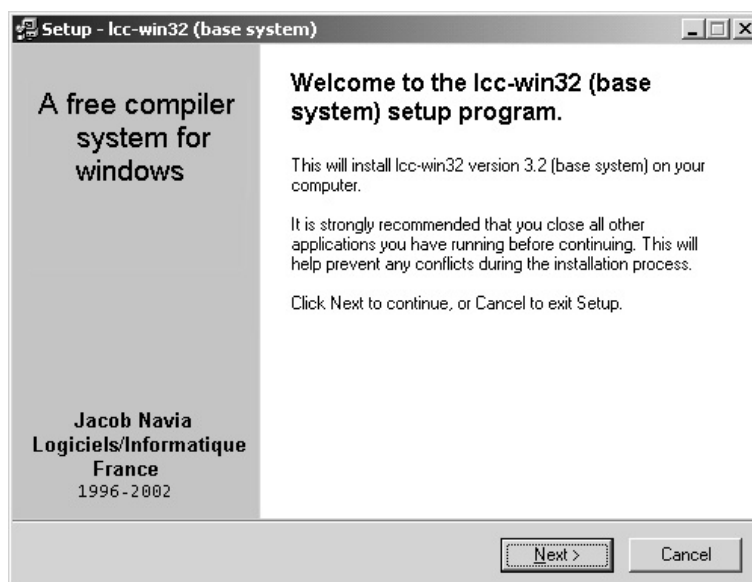 Setup - lcc-win32 (base system)
A free compiler
system for
windows
Welcome to the lcc-win32 (base
system) setup program.
This will install lcc-win32 version 3.2 (base system) on your
computer.
It is strongly recommended that you close all other
applications you have running before continuing. This will
help prevent any conflicts during the installation process.
Click Next to continue, or Cancel to exit Setup.
Jacob Navia
Logiciels/Informatique
France
1996-2002
Next >
Cancel